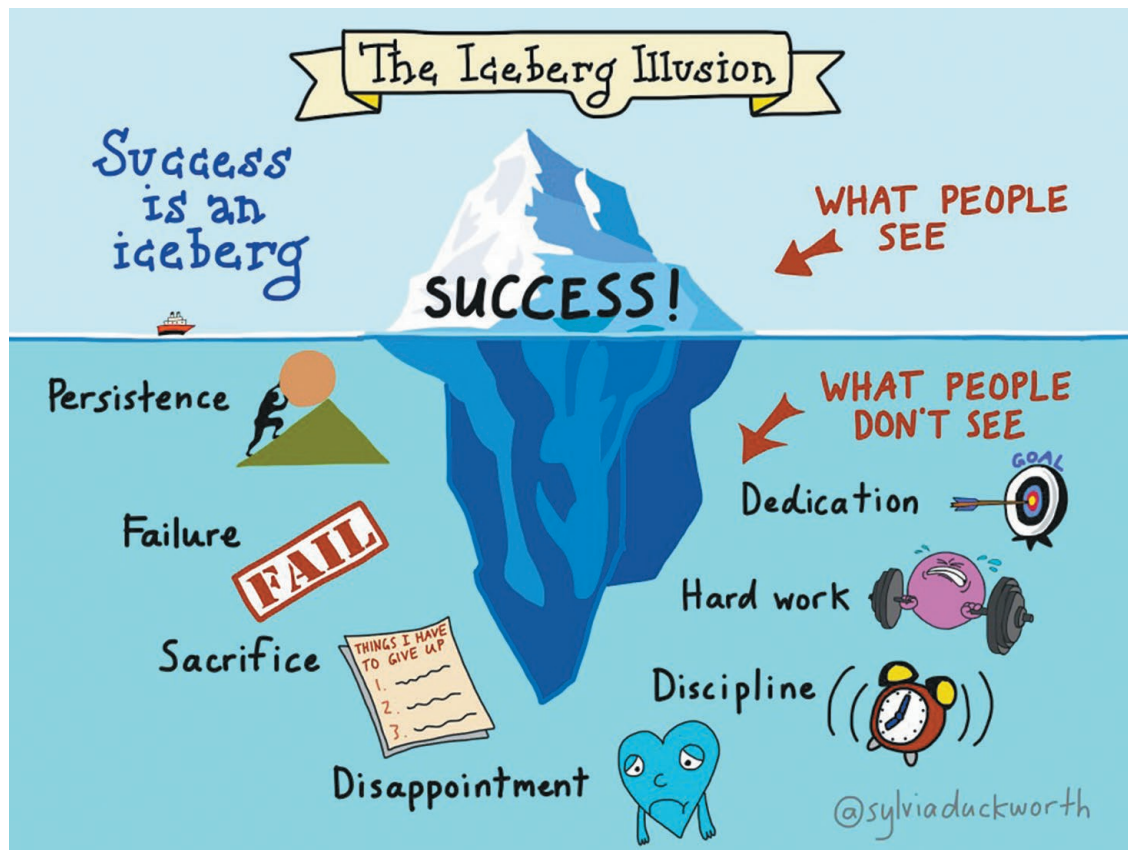 The Iceberg Illusion
Success
is an
iceberg
WHAT PEOPLE
SEE
SUCCESS!
Persistence
WHAT PEOPLE
DON'T SEE
GOAL
Dedication
Failure
FAIL
Hard work
Sacrifice
THINGS I HAVE
TO GIVE UP
1.
2.
3.
Discipline
Disappointment
@sylviaduckworth